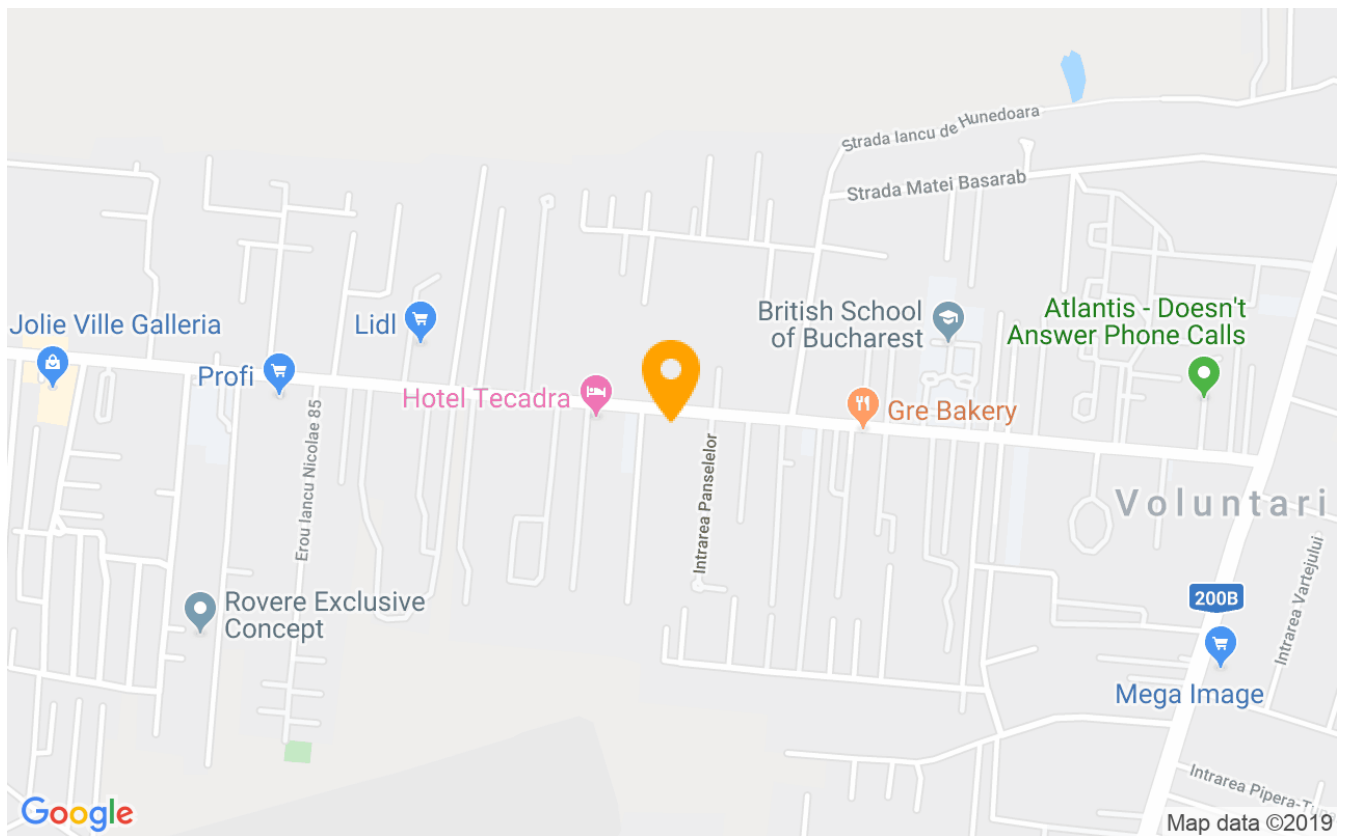 Strada Iancu de Hunedoara
Strada Matei Basarab
Jolie Ville Galleria
Lidl
British School
of Bucharest
Atlantis - Doesn't
Answer Phone Calls
Profi
Hotel Tecadra
Gre Bakery
Erou Iancu Nicolae 85
Intrarea Panselelor
Voluntari
Intrarea Vartejului
200B
Rovere Exclusive
Concept
Mega Image
Intrarea Pipera-Tu
Google
Map data ©2019